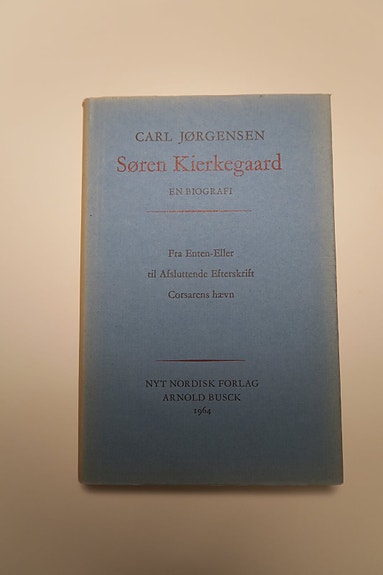 CARL JØRGENSEN
Søren Kierkegaard
EN BIOGRAFI
Fra Enten-Eller
til Afsluttende Efterskrift
Corsarens hævn
NYT NORDISK FORLAG
ARNOLD BUSCK
1964